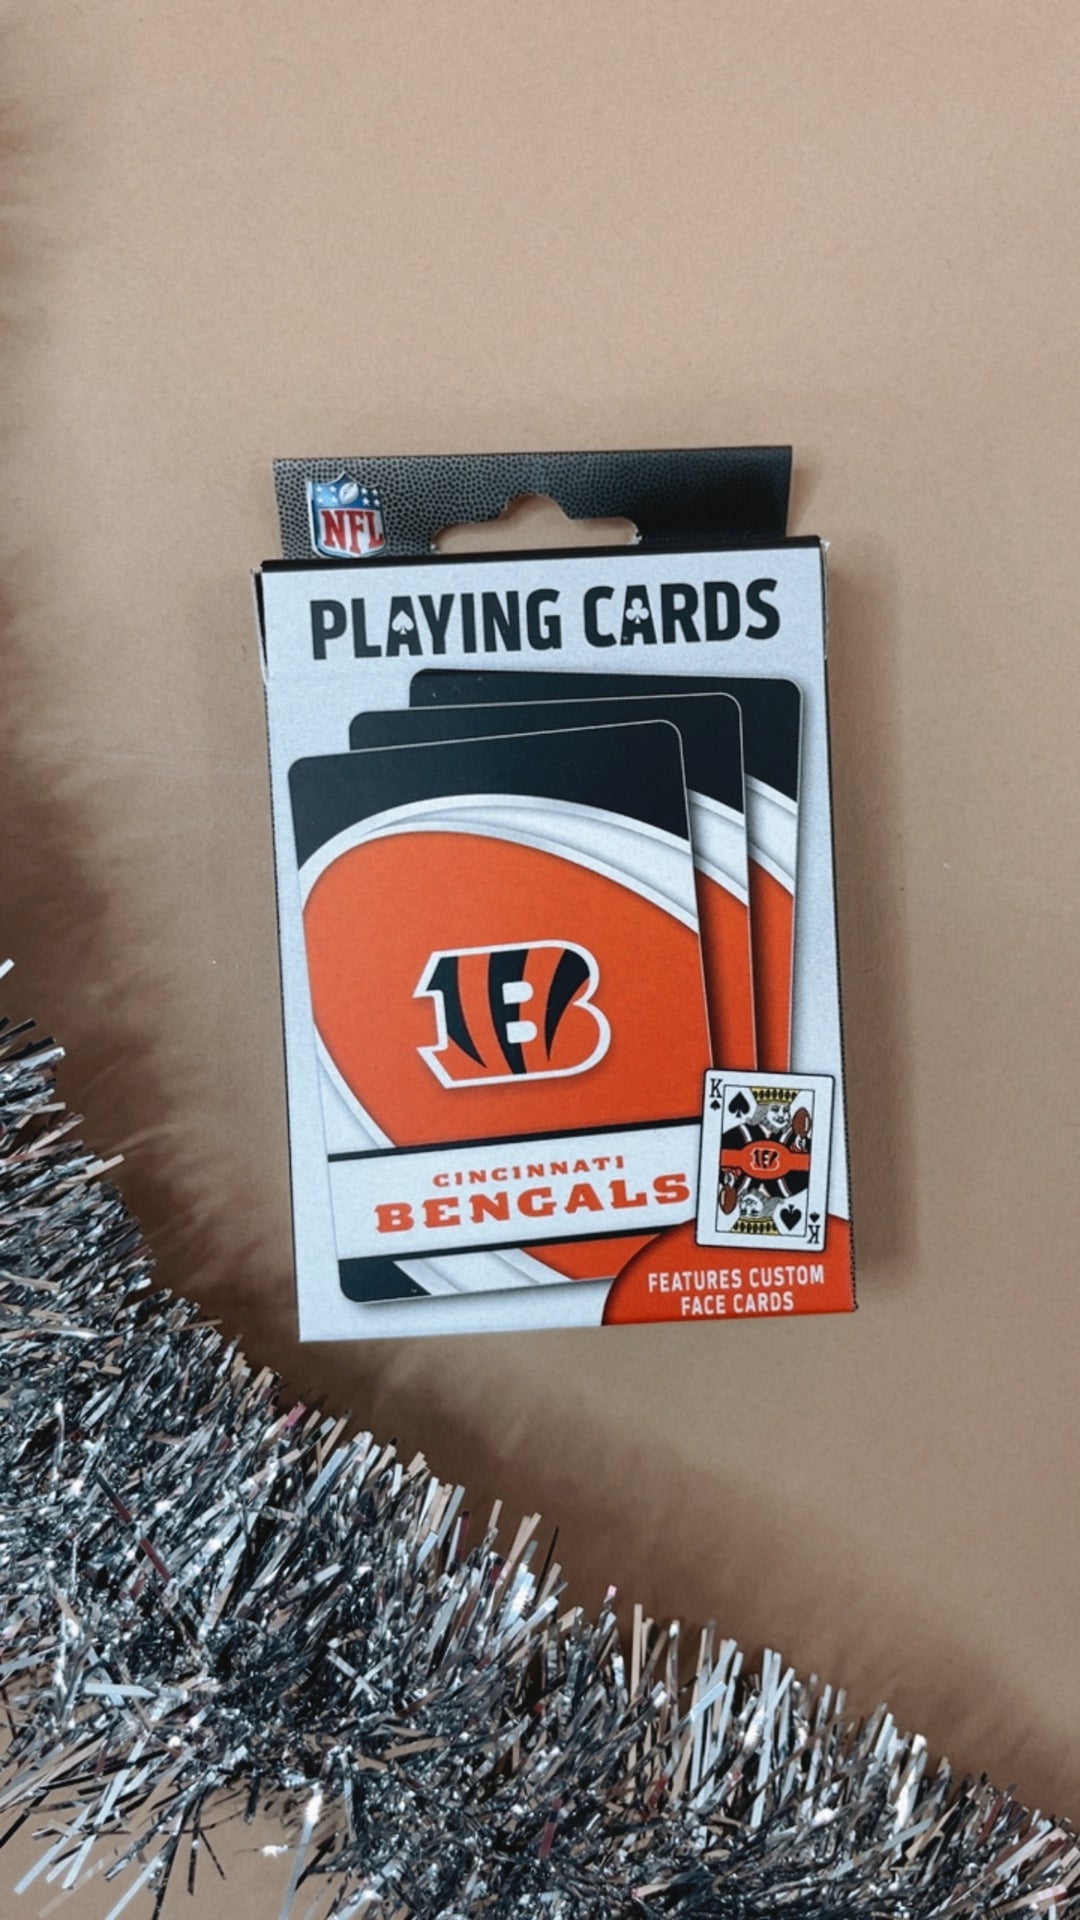 NFL
PLAYING CARDS
B
CINCINNATI
BENGALS
K
B
K
FEATURES CUSTOM
FACE CARDS